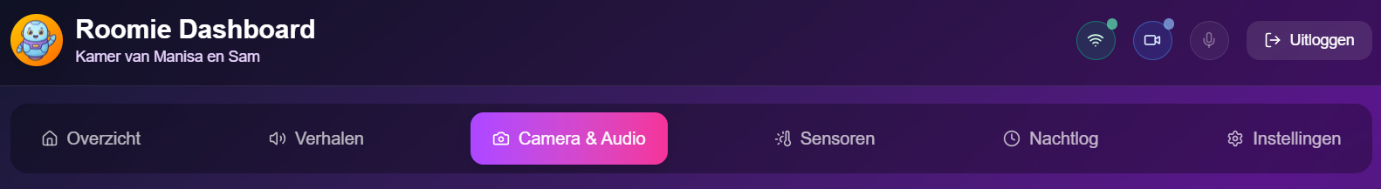 Roomie Dashboard
Kamer van Manisa en Sam
Uitloggen
Overzicht
Verhalen
Camera & Audio
Sensoren
Nachtlog
Instellingen